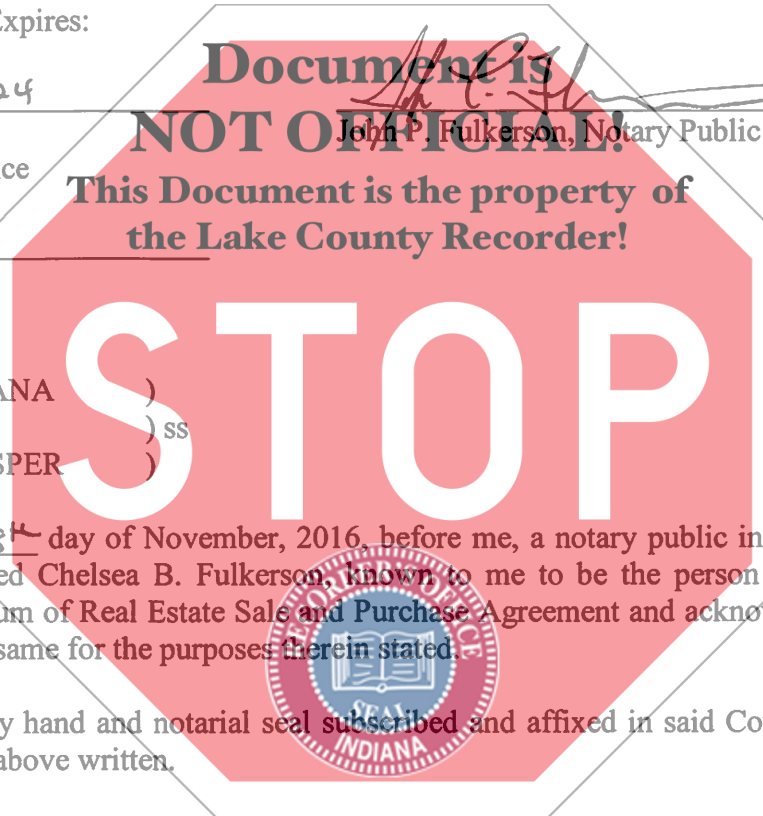 Expires:
24
Document is
NOT OFFICIAL!
John P. Fulkerson, Notary Public
ce
This Document is the property of
the Lake County Recorder!
STOP
ANA )
) ss
SPER )
day of November, 2016, before me, a notary public in
ed Chelsea B. Fulkerson, known to me to be the person
um of Real Estate Sale and Purchase Agreement and ackno
same for the purposes therein stated.
RECORDER'S OFFICE
SEAL
INDIANA
y hand and notarial seal subscribed and affixed in said Co
above written.